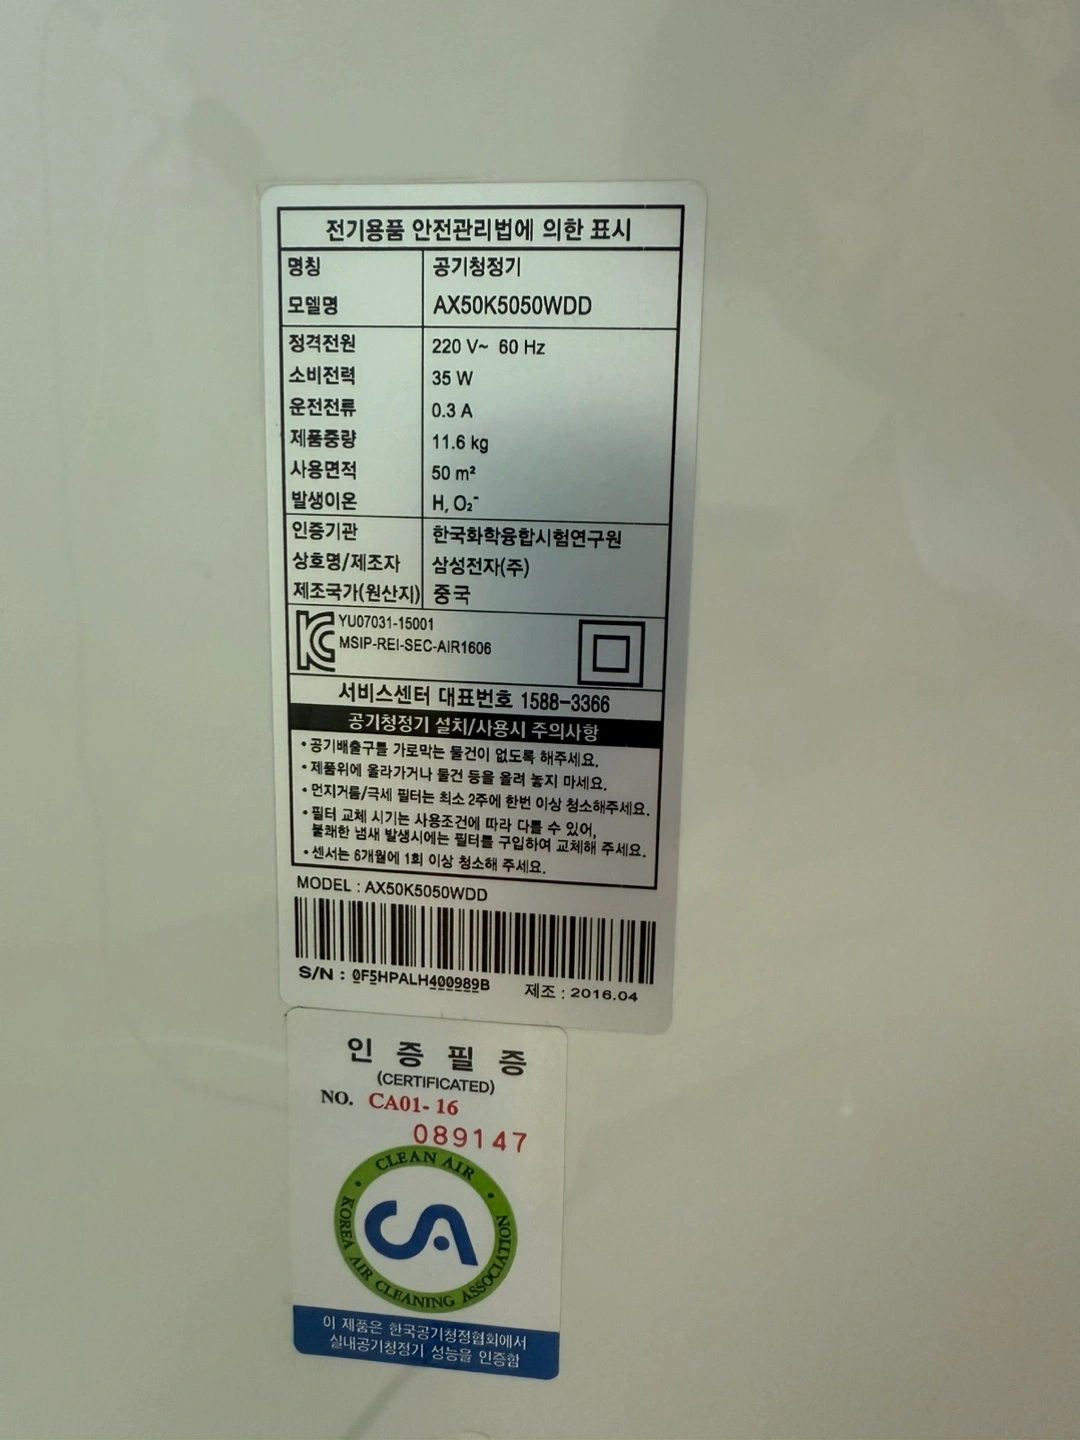 전기용품 안전관리법에 의한 표시
명칭 공기청정기
모델명 AX50K5050WDD
정격전원 220 V~ 60 Hz
소비전력 35 W
운전전류 0.3 A
제품중량 11.6 kg
사용면적 50 m²
발생이온 H, O₂⁻
인증기관 한국화학융합시험연구원
상호명/제조자 삼성전자(주)
제조국가(원산지) 중국
YU07031-15001
MSIP-REI-SEC-AIR1606
서비스센터 대표번호 1588-3366
공기청정기 설치/사용시 주의사항
• 공기배출구를 가로막는 물건이 없도록 해주세요.
• 제품위에 올라가거나 물건 등을 올려 놓지 마세요.
• 먼지거름/극세 필터는 최소 2주에 한번 이상 청소해주세요.
• 필터 교체 시기는 사용조건에 따라 다를 수 있어,
불쾌한 냄새 발생시에는 필터를 구입하여 교체해 주세요.
• 센서는 6개월에 1회 이상 청소해 주세요.
MODEL : AX50K5050WDD
S/N : 0F5HPALH400989B 제조 : 2016.04
인증필증
(CERTIFICATED)
NO. CA01- 16
089147
CLEAN AIR
CA
KOREA AIR CLEANING ASSOCIATION
이 제품은 한국공기청정협회에서
실내공기청정기 성능을 인증함